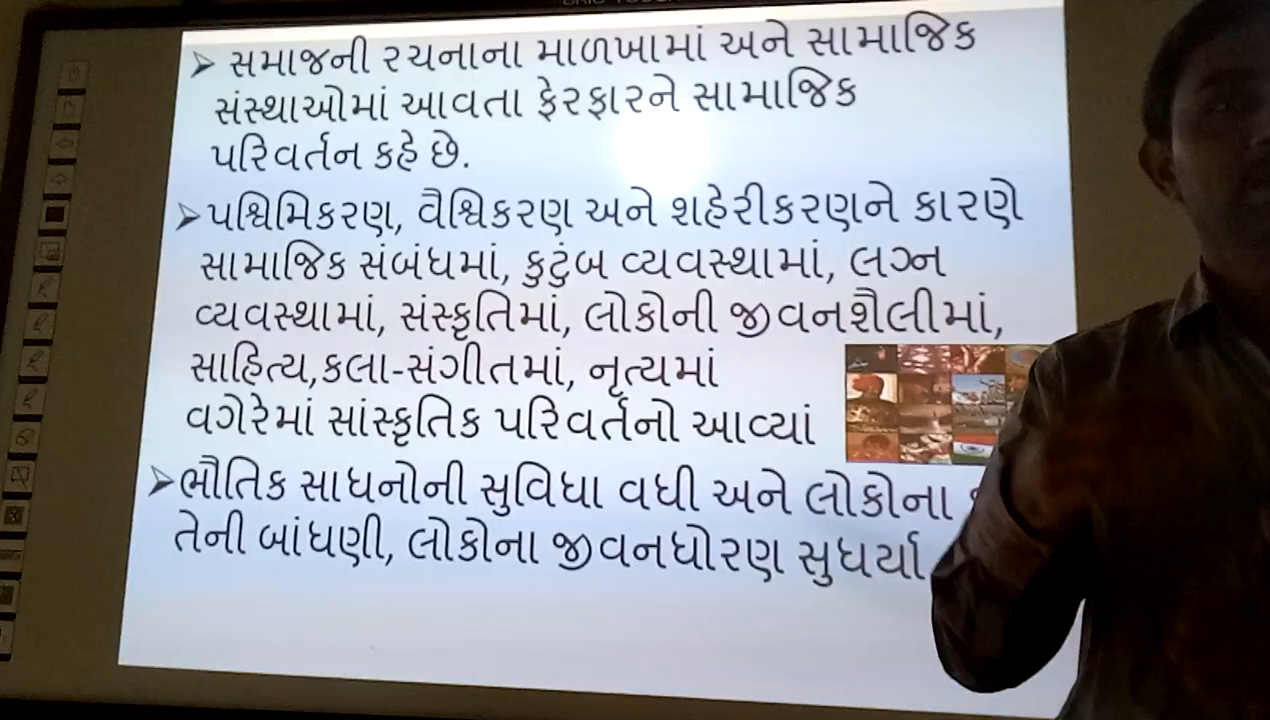 ➢ સમાજની રચનાના માળખામાં અને સામાજિક
સંસ્થાઓમાં આવતા ફેરફારને સામાજિક
પરિવર્તન કહે છે.
➢ પશ્ચિમિકરણ, વૈશ્વિકરણ અને શહેરીકરણને કારણે
સામાજિક સંબંધમાં, કુટુંબ વ્યવસ્થામાં, લગ્ન
વ્યવસ્થામાં, સંસ્કૃતિમાં, લોકોની જીવનશૈલીમાં,
સાહિત્ય,કલા-સંગીતમાં, નૃત્યમાં
વગેરેમાં સાંસ્કૃતિક પરિવર્તનો આવ્યાં
➢ ભૌતિક સાધનોની સુવિધા વધી અને લોકોના
તેની બાંધણી, લોકોના જીવનધોરણ સુધર્યા